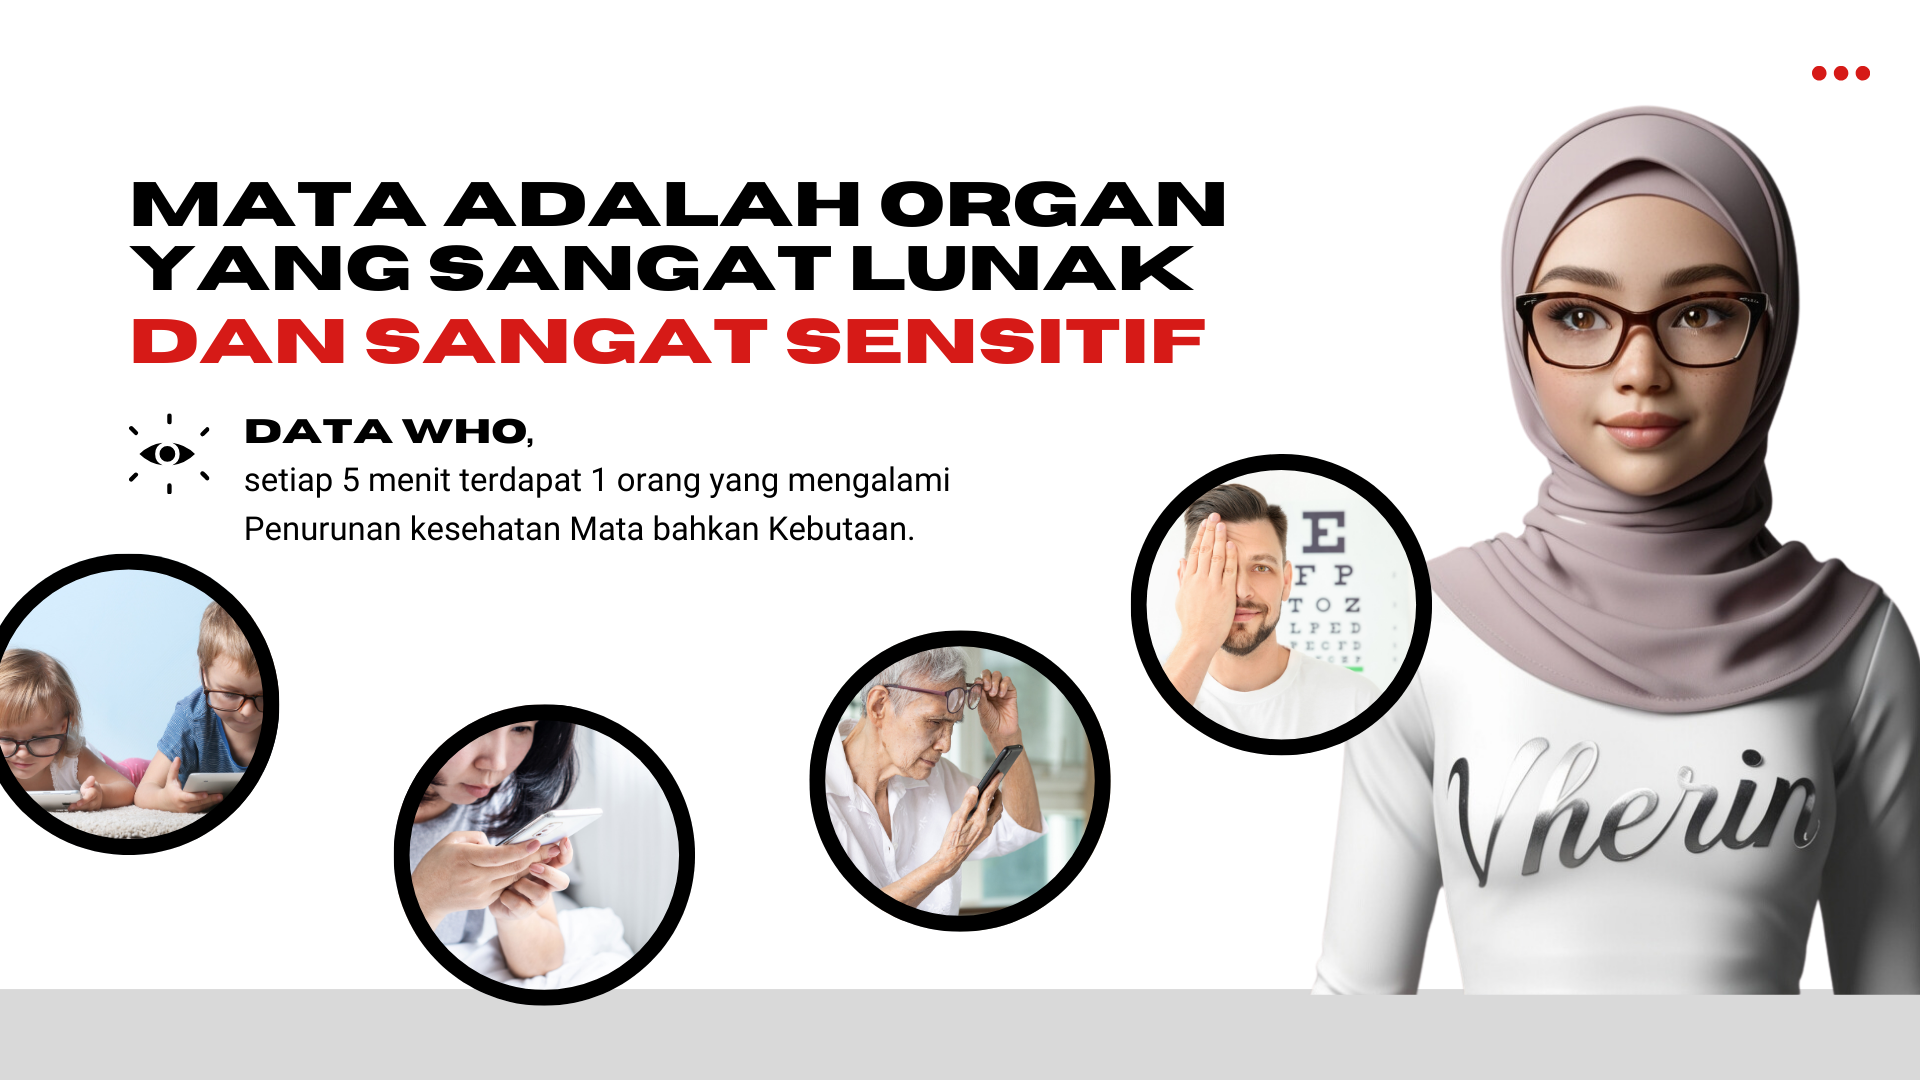 MATA ADALAH ORGAN
YANG SANGAT LUNAK
DAN SANGAT SENSITIF
DATA WHO,
setiap 5 menit terdapat 1 orang yang mengalami
Penurunan kesehatan Mata bahkan Kebutaan.
E
F P
T O Z
L P E D
P E C F D
Vherin